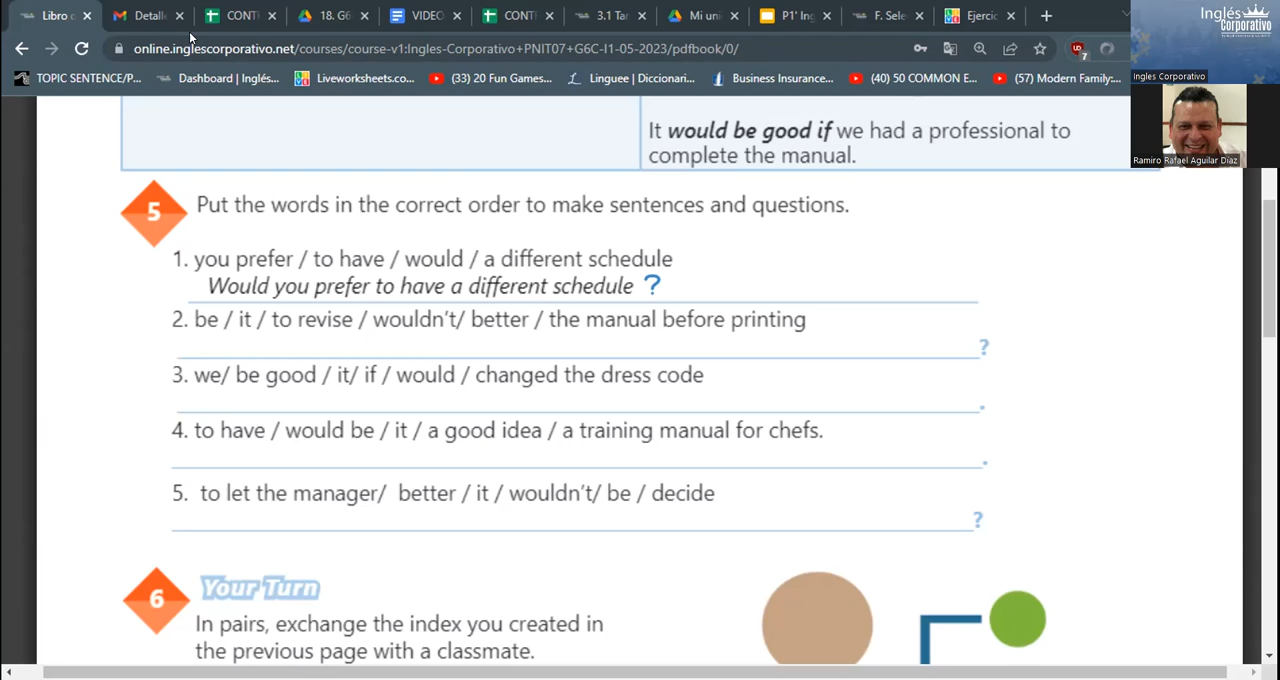 Libro c
Detall
CONT
18. G6
VIDEO
CONT
3.1 Tar
Mi uni
P1' Ing
F. Sele
Ejercic
online.inglescorporativo.net/courses/course-v1:Ingles-Corporativo+PNIT07+G6C-I1-05-2023/pdfbook/0/
7
TOPIC SENTENCE/P...
Dashboard | Inglés...
Liveworksheets.co...
(33) 20 Fun Games...
Linguee | Diccionari...
Business Insurance...
(40) 50 COMMON E...
(57) Modern Family:...
Inglés
Corporativo
Ingles Corporativo
Ramiro Rafael Aguilar Díaz
It would be good if we had a professional to
complete the manual.
5
Put the words in the correct order to make sentences and questions.
1. you prefer / to have / would / a different schedule
Would you prefer to have a different schedule ?
2. be / it / to revise / wouldn't/ better / the manual before printing
?
3. we/ be good / it/ if / would / changed the dress code
.
4. to have / would be / it / a good idea / a training manual for chefs.
.
5. to let the manager/ better / it / wouldn't/ be / decide
?
6
Your Turn
In pairs, exchange the index you created in
the previous page with a classmate.